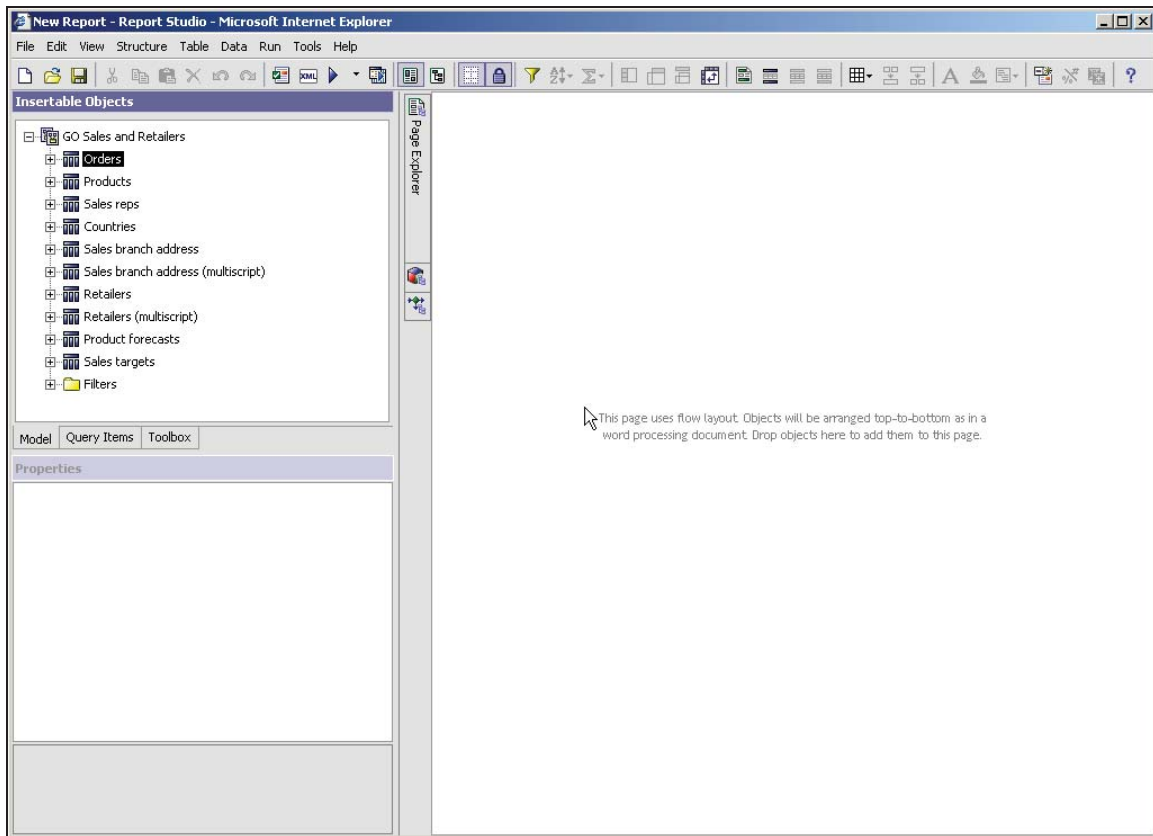 New Report - Report Studio - Microsoft Internet Explorer
File Edit View Structure Table Data Run Tools Help
XML
Insertable Objects
GO Sales and Retailers
Orders
Products
Sales reps
Countries
Sales branch address
Sales branch address (multiscript)
Retailers
Retailers (multiscript)
Product forecasts
Sales targets
Filters
Model Query Items Toolbox
Properties
Page Explorer
This page uses flow layout. Objects will be arranged top-to-bottom as in a
word processing document. Drop objects here to add them to this page.